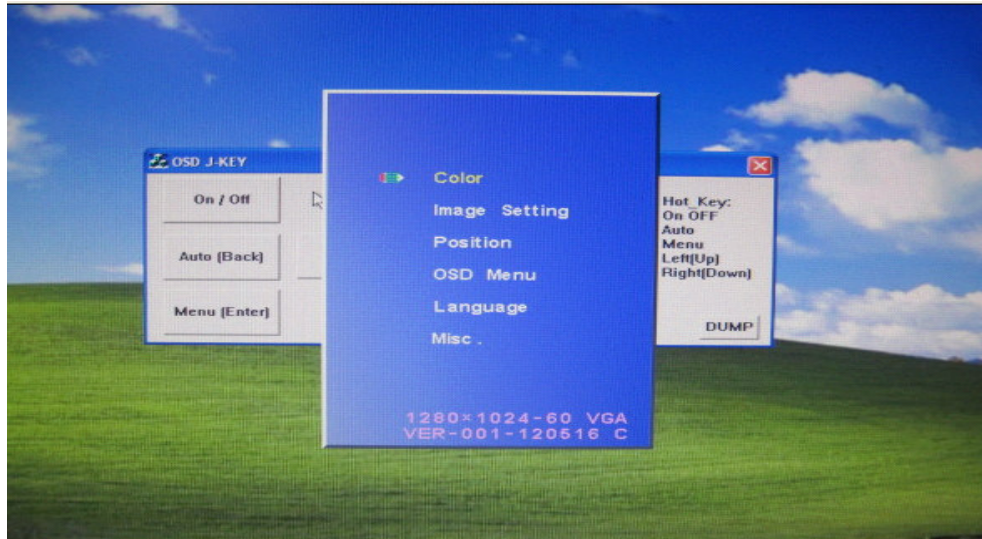 OSD J-KEY
On / Off
Auto (Back)
Menu (Enter)
Color
Image Setting
Position
OSD Menu
Language
Misc.
1280×1024-60 VGA
VER-001-120516 C
Hot_Key:
On OFF
Auto
Menu
Left(Up)
Right(Down)
DUMP